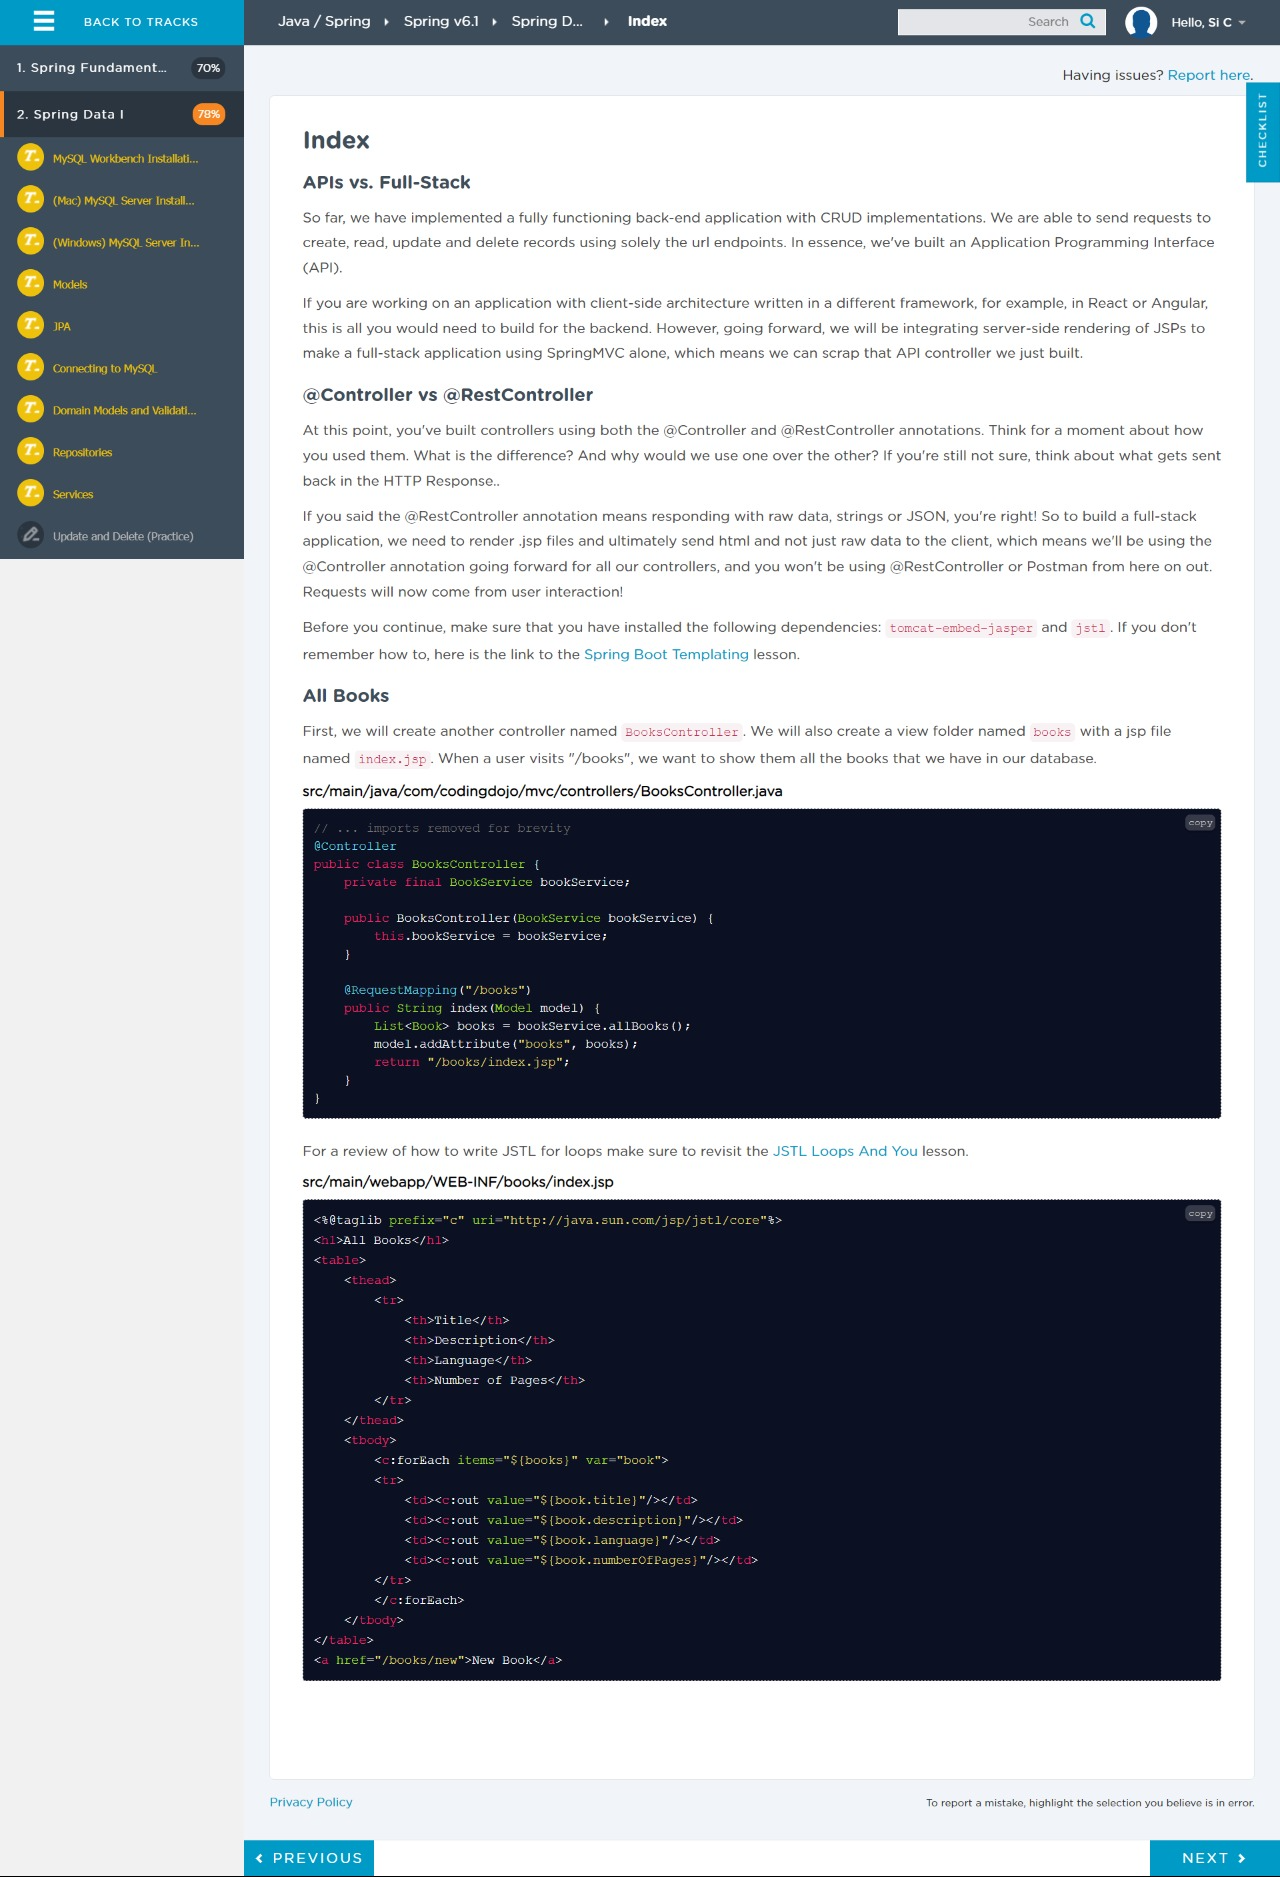 BACK TO TRACKS
Java / Spring
Spring v6.1
Spring D...
Index
Search
Hello, Si C
1. Spring Fundament...
70%
2. Spring Data I
78%
MySQL Workbench Installati...
(Mac) MySQL Server Install...
(Windows) MySQL Server In...
Models
JPA
Connecting to MySQL
Domain Models and Validati...
Repositories
Services
Update and Delete (Practice)
Having issues? Report here.
CHECKLIST
Index
APIs vs. Full-Stack
So far, we have implemented a fully functioning back-end application with CRUD implementations. We are able to send requests to
create, read, update and delete records using solely the url endpoints. In essence, we've built an Application Programming Interface
(API).
If you are working on an application with client-side architecture written in a different framework, for example, in React or Angular,
this is all you would need to build for the backend. However, going forward, we will be integrating server-side rendering of JSPs to
make a full-stack application using SpringMVC alone, which means we can scrap that API controller we just built.
@Controller vs @RestController
At this point, you've built controllers using both the @Controller and @RestController annotations. Think for a moment about how
you used them. What is the difference? And why would we use one over the other? If you're still not sure, think about what gets sent
back in the HTTP Response..
If you said the @RestController annotation means responding with raw data, strings or JSON, you're right! So to build a full-stack
application, we need to render .jsp files and ultimately send html and not just raw data to the client, which means we'll be using the
@Controller annotation going forward for all our controllers, and you won't be using @RestController or Postman from here on out.
Requests will now come from user interaction!
Before you continue, make sure that you have installed the following dependencies: tomcat-embed-jasper and jstl. If you don't
remember how to, here is the link to the Spring Boot Templating lesson.
All Books
First, we will create another controller named BooksController. We will also create a view folder named books with a jsp file
named index.jsp. When a user visits "/books", we want to show them all the books that we have in our database.
src/main/java/com/codingdojo/mvc/controllers/BooksController.java
copy
// ... imports removed for brevity
@Controller
public class BooksController {
    private final BookService bookService;
    public BooksController(BookService bookService) {
        this.bookService = bookService;
    }
    @RequestMapping("/books")
    public String index(Model model) {
        List<Book> books = bookService.allBooks();
        model.addAttribute("books", books);
        return "/books/index.jsp";
    }
}
For a review of how to write JSTL for loops make sure to revisit the JSTL Loops And You lesson.
src/main/webapp/WEB-INF/books/index.jsp
copy
<%@taglib prefix="c" uri="http://java.sun.com/jsp/jstl/core"%>
<h1>All Books</h1>
<table>
    <thead>
        <tr>
            <th>Title</th>
            <th>Description</th>
            <th>Language</th>
            <th>Number of Pages</th>
        </tr>
    </thead>
    <tbody>
        <c:forEach items="${books}" var="book">
        <tr>
            <td><c:out value="${book.title}"/></td>
            <td><c:out value="${book.description}"/></td>
            <td><c:out value="${book.language}"/></td>
            <td><c:out value="${book.numberOfPages}"/></td>
        </tr>
        </c:forEach>
    </tbody>
</table>
<a href="/books/new">New Book</a>
Privacy Policy
To report a mistake, highlight the selection you believe is in error.
PREVIOUS
NEXT